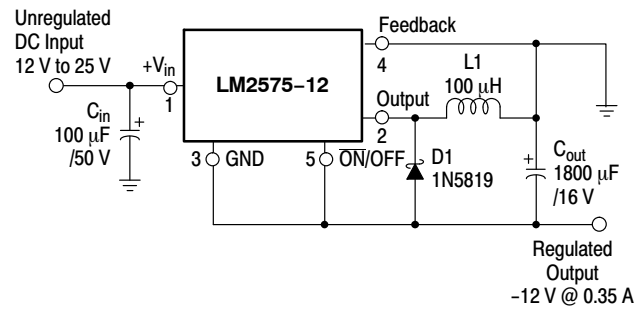 Unregulated
DC Input
12 V to 25 V
+Vin
1
Cin
100 μF
/50 V
+
LM2575−12
Feedback
4
Output
2
3
GND
5
ON/OFF
L1
100 μH
D1
1N5819
+
Cout
1800 μF
/16 V
Regulated
Output
−12 V @ 0.35 A